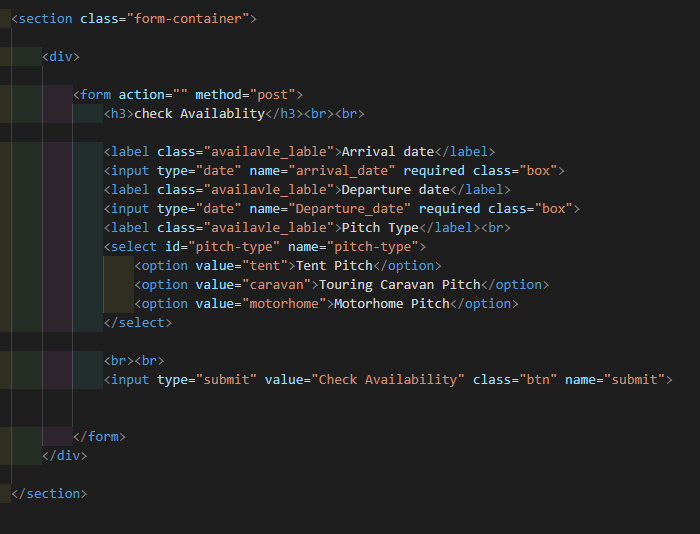 <section class="form-container">
<div>
<form action="" method="post">
<h3>check Availablity</h3><br><br>
<label class="availavle_lable">Arrival date</label>
<input type="date" name="arrival_date" required class="box">
<label class="availavle_lable">Departure date</label>
<input type="date" name="Departure_date" required class="box">
<label class="availavle_lable">Pitch Type</label><br>
<select id="pitch-type" name="pitch-type">
<option value="tent">Tent Pitch</option>
<option value="caravan">Touring Caravan Pitch</option>
<option value="motorhome">Motorhome Pitch</option>
</select>
<br><br>
<input type="submit" value="Check Availability" class="btn" name="submit">
</form>
</div>
</section>